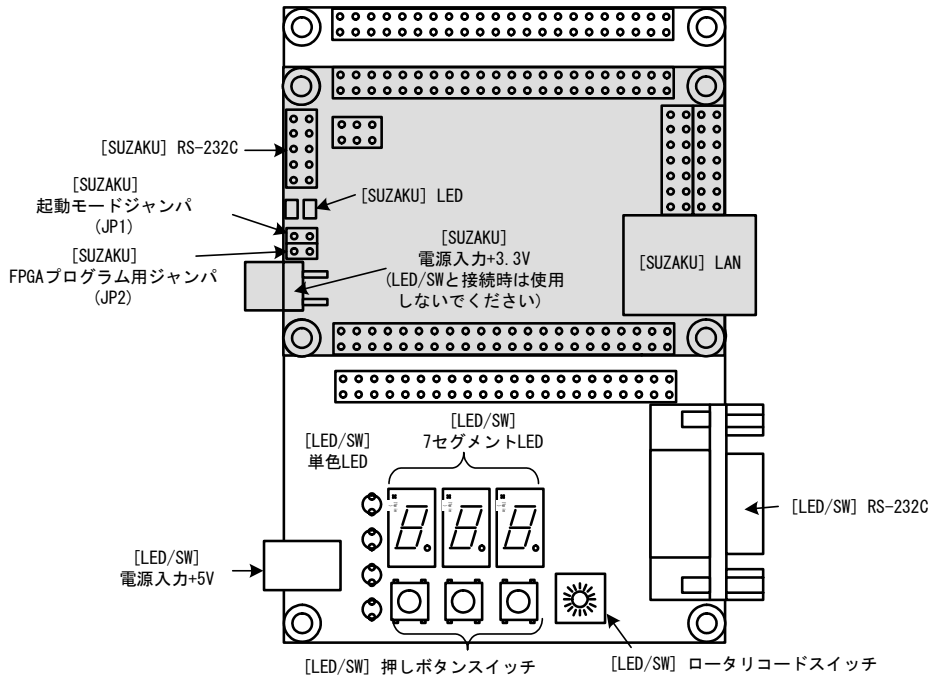 [SUZAKU] RS-232C
[SUZAKU]
起動モードジャンパ
(JP1)
[SUZAKU] LED
[SUZAKU]
FPGAプログラム用ジャンパ
(JP2)
[SUZAKU]
電源入力+3.3V
(LED/SWと接続時は使用
しないでください)
[SUZAKU] LAN
[LED/SW]
単色LED
[LED/SW]
7セグメントLED
[LED/SW] RS-232C
[LED/SW]
電源入力+5V
[LED/SW] 押しボタンスイッチ
[LED/SW] ロータリコードスイッチ